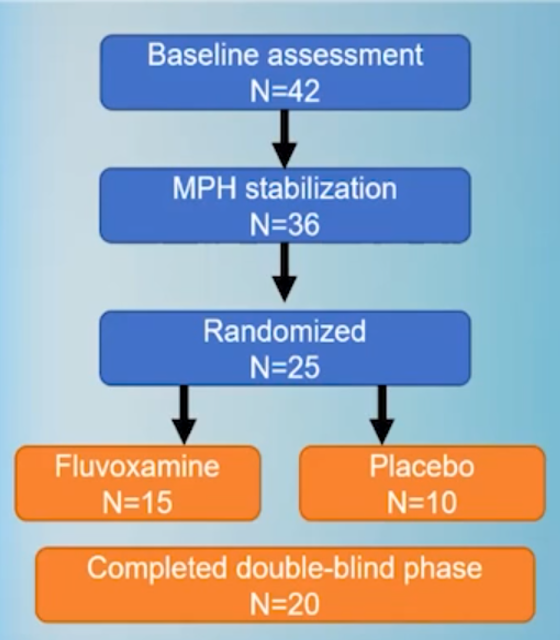 Baseline assessment
N=42
MPH stabilization
N=36
Randomized
N=25
Fluvoxamine
N=15
Placebo
N=10
Completed double-blind phase
N=20